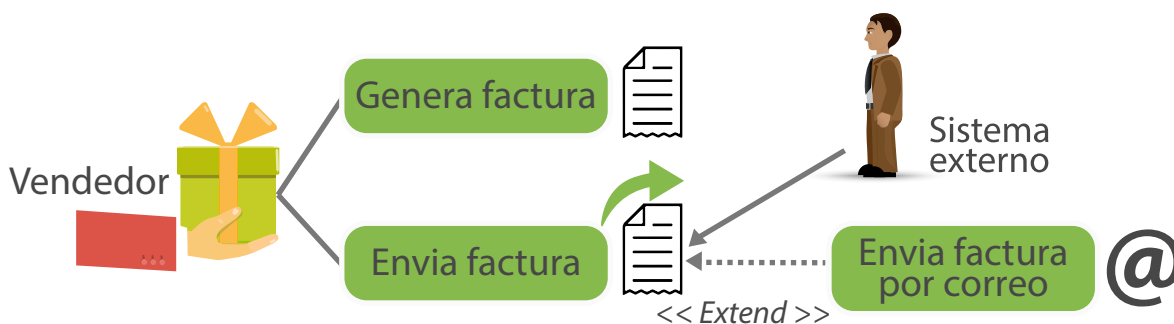 Genera factura
Vendedor
Sistema
externo
Envia factura
Envia factura
por correo
@
<< Extend >>